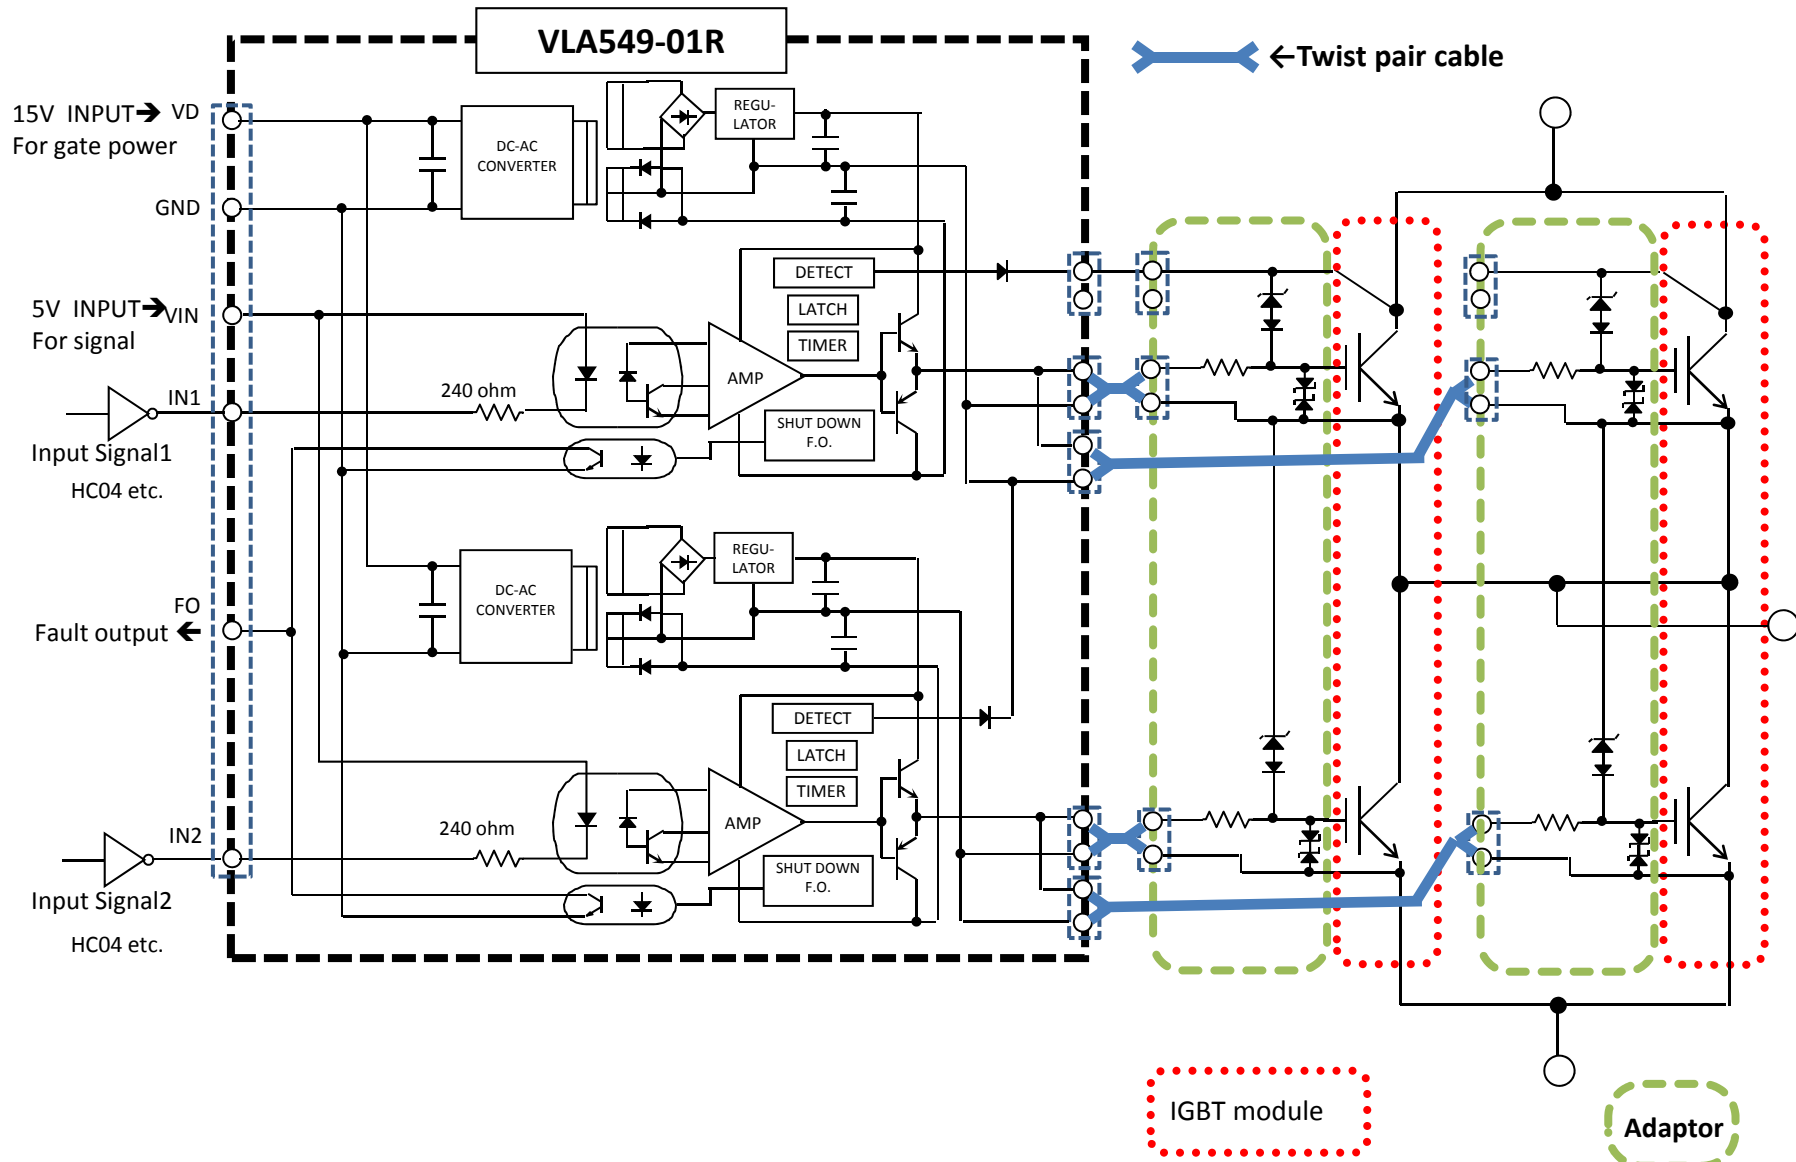 VLA549-01R
←Twist pair cable
15V INPUT→ VD
For gate power
GND
DC-AC
CONVERTER
REGU-
LATOR
5V INPUT→VIN
For signal
DETECT
LATCH
TIMER
AMP
240 ohm
IN1
Input Signal1
HC04 etc.
SHUT DOWN
F.O.
DC-AC
CONVERTER
REGU-
LATOR
FO
Fault output ←
DETECT
LATCH
TIMER
AMP
240 ohm
IN2
Input Signal2
HC04 etc.
SHUT DOWN
F.O.
IGBT module
Adaptor